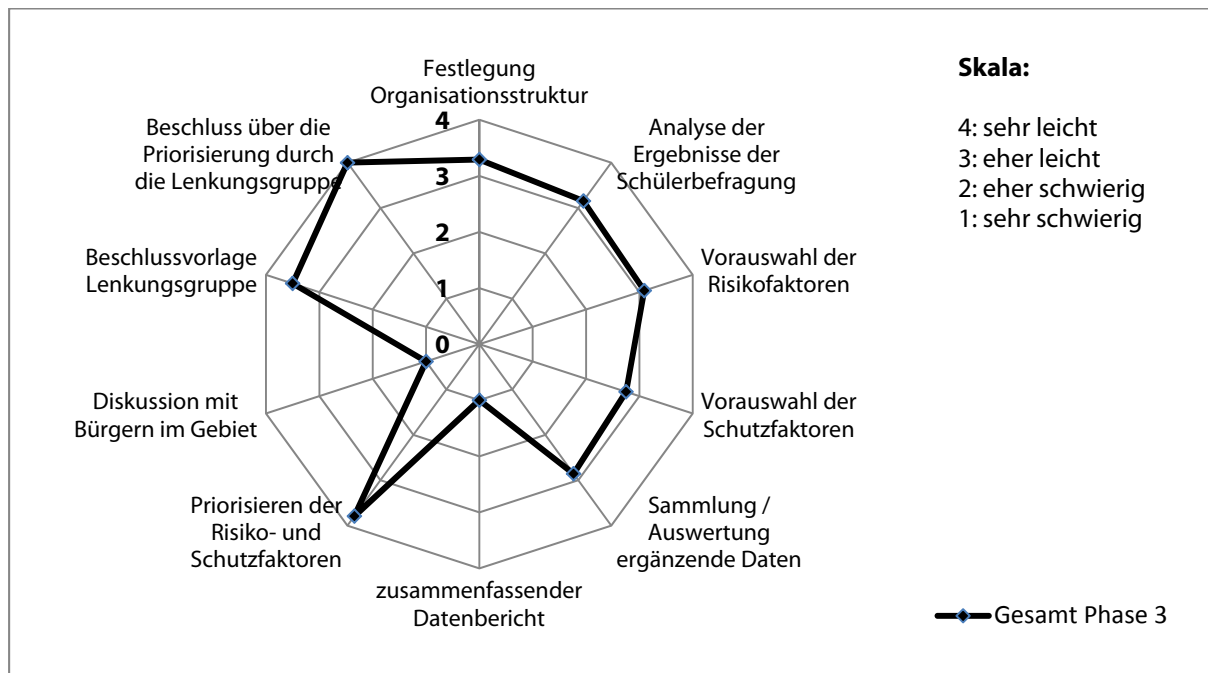 Festlegung
Organisationsstruktur
Analyse der
Ergebnisse der
Schülerbefragung
Vorauswahl der
Risikofaktoren
Vorauswahl der
Schutzfaktoren
Sammlung /
Auswertung
ergänzende Daten
zusammenfassender
Datenbericht
Priorisieren der
Risiko- und
Schutzfaktoren
Diskussion mit
Bürgern im Gebiet
Beschlussvorlage
Lenkungsgruppe
Beschluss über die
Priorisierung durch
die Lenkungsgruppe
4
3
2
1
0
Skala:
4: sehr leicht
3: eher leicht
2: eher schwierig
1: sehr schwierig
Gesamt Phase 3